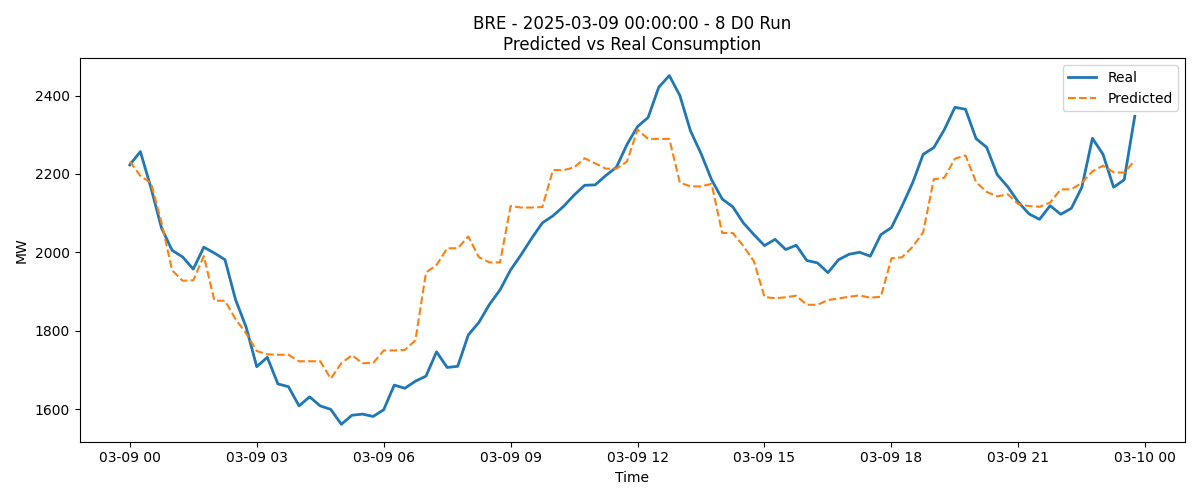 BRE - 2025-03-09 00:00:00 - 8 D0 Run
Predicted vs Real Consumption
Real
Predicted
MW
2400
2200
2000
1800
1600
03-09 00
03-09 03
03-09 06
03-09 09
03-09 12
03-09 15
03-09 18
03-09 21
03-10 00
Time